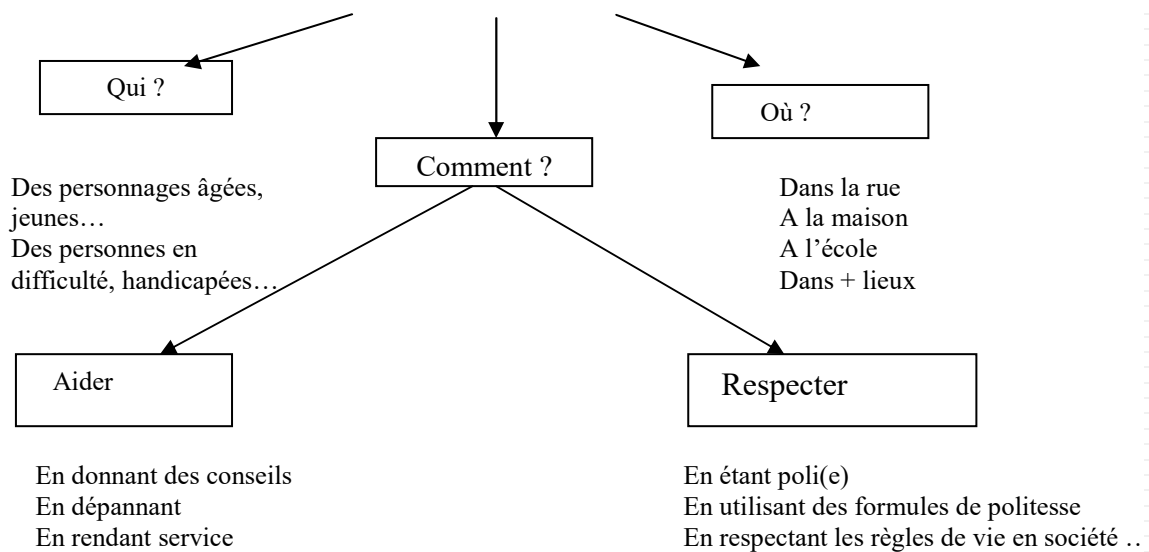 Qui ?
Où ?
Comment ?
Des personnages âgées,
jeunes…
Des personnes en
difficulté, handicapées…
Dans la rue
A la maison
A l’école
Dans + lieux
Aider
Respecter
En donnant des conseils
En dépannant
En rendant service
En étant poli(e)
En utilisant des formules de politesse
En respectant les règles de vie en société ..